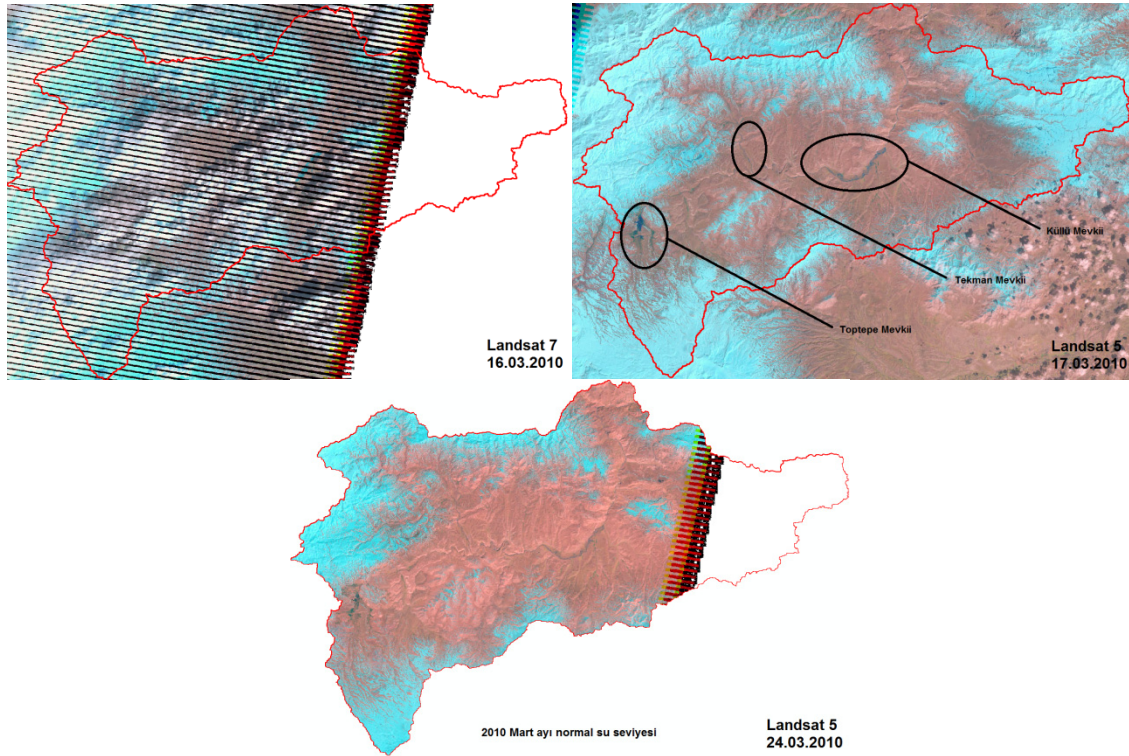 Landsat 7
16.03.2010
Küllü Mevkii
Tekman Mevkii
Toptepe Mevkii
Landsat 5
17.03.2010
2010 Mart ayı normal su seviyesi
Landsat 5
24.03.2010